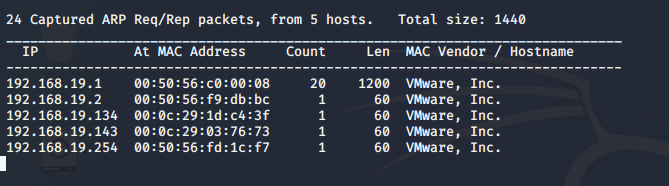 24 Captured ARP Req/Rep packets, from 5 hosts.   Total size: 1440
_____________________________________________________________________________
  IP            At MAC Address     Count     Len  MAC Vendor / Hostname
-----------------------------------------------------------------------------
192.168.19.1    00:50:56:c0:00:08     20    1200  VMware, Inc.
192.168.19.2    00:50:56:f9:db:bc      1      60  VMware, Inc.
192.168.19.134  00:0c:29:1d:c4:3f      1      60  VMware, Inc.
192.168.19.143  00:0c:29:03:76:73      1      60  VMware, Inc.
192.168.19.254  00:50:56:fd:1c:f7      1      60  VMware, Inc.